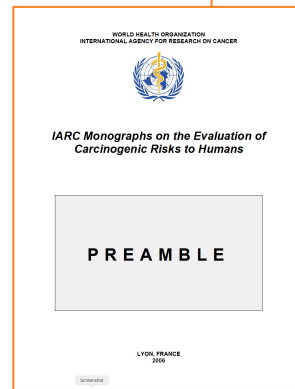 WORLD HEALTH ORGANIZATION
INTERNATIONAL AGENCY FOR RESEARCH ON CANCER
IARC Monographs on the Evaluation of
Carcinogenic Risks to Humans
PREAMBLE
LYON, FRANCE
2006
Screenshot